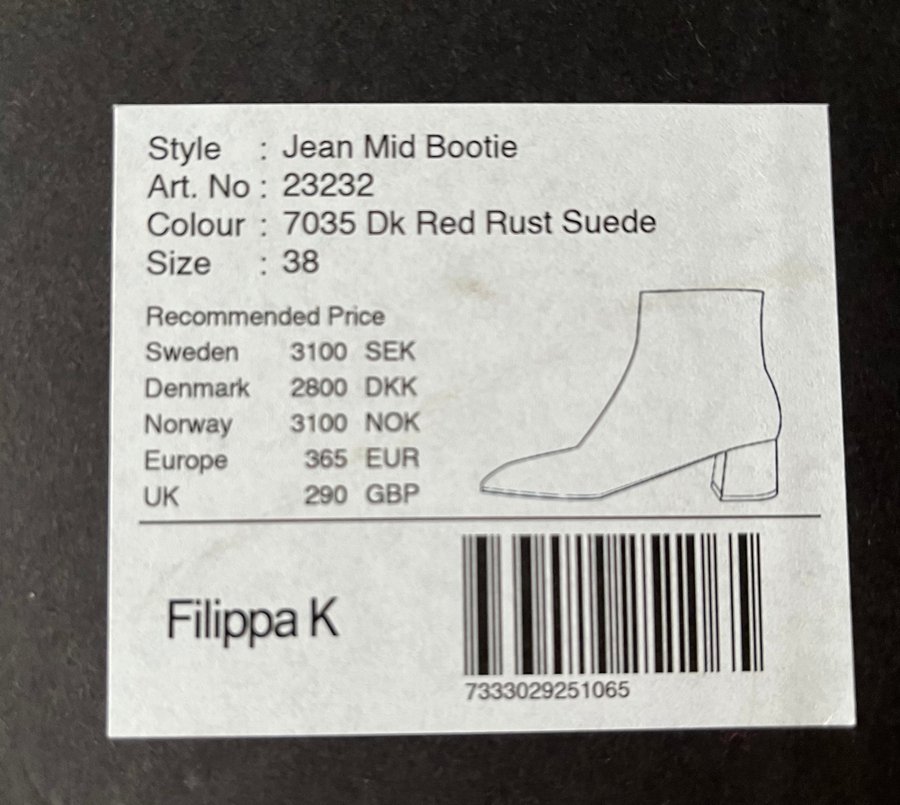 Style : Jean Mid Bootie
Art. No : 23232
Colour : 7035 Dk Red Rust Suede
Size : 38
Recommended Price
Sweden 3100 SEK
Denmark 2800 DKK
Norway 3100 NOK
Europe 365 EUR
UK 290 GBP
Filippa K
7333029251065